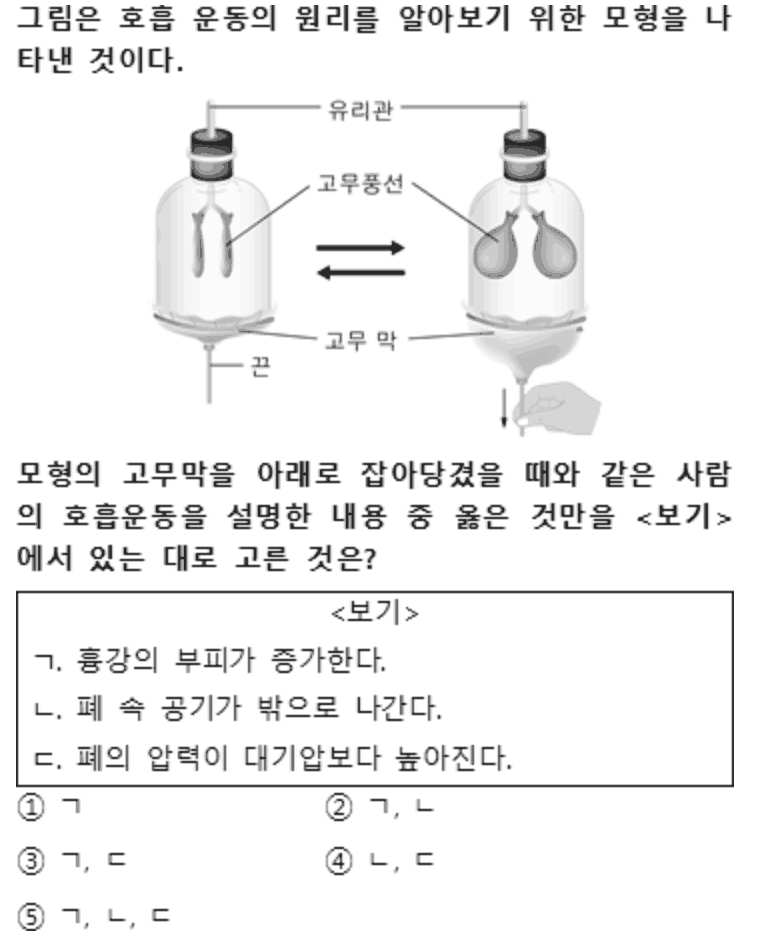 그림은 호흡 운동의 원리를 알아보기 위한 모형을 나
타낸 것이다.
유리관
고무풍선
고무 막
끈
모형의 고무막을 아래로 잡아당겼을 때와 같은 사람
의 호흡운동을 설명한 내용 중 옳은 것만을 <보기>
에서 있는 대로 고른 것은?
<보기>
ㄱ. 흉강의 부피가 증가한다.
ㄴ. 폐 속 공기가 밖으로 나간다.
ㄷ. 폐의 압력이 대기압보다 높아진다.
① ㄱ ② ㄱ, ㄴ
③ ㄱ, ㄷ ④ ㄴ, ㄷ
⑤ ㄱ, ㄴ, ㄷ